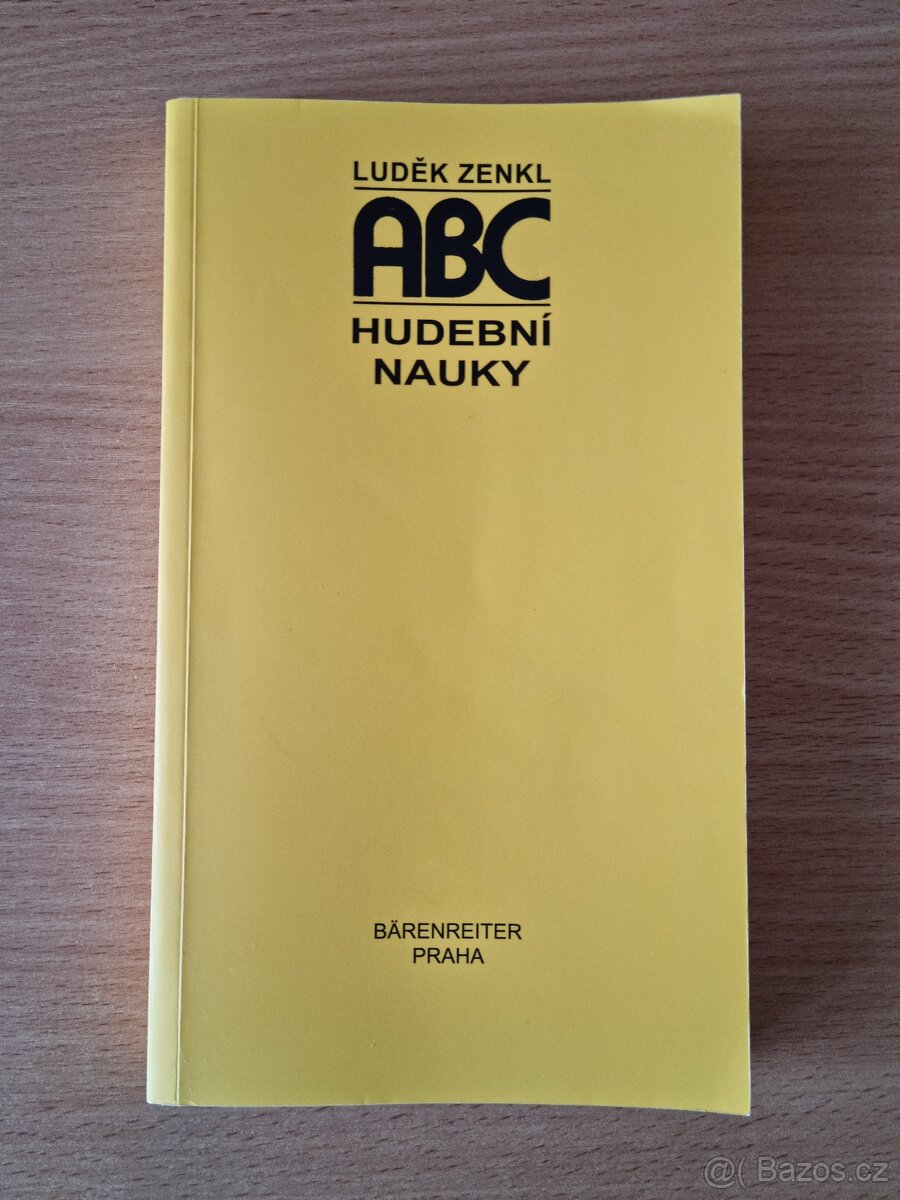 LUDĚK ZENKL
ABC
HUDEBNÍ
NAUKY
BÄRENREITER
PRAHA
@( Bazos.cz